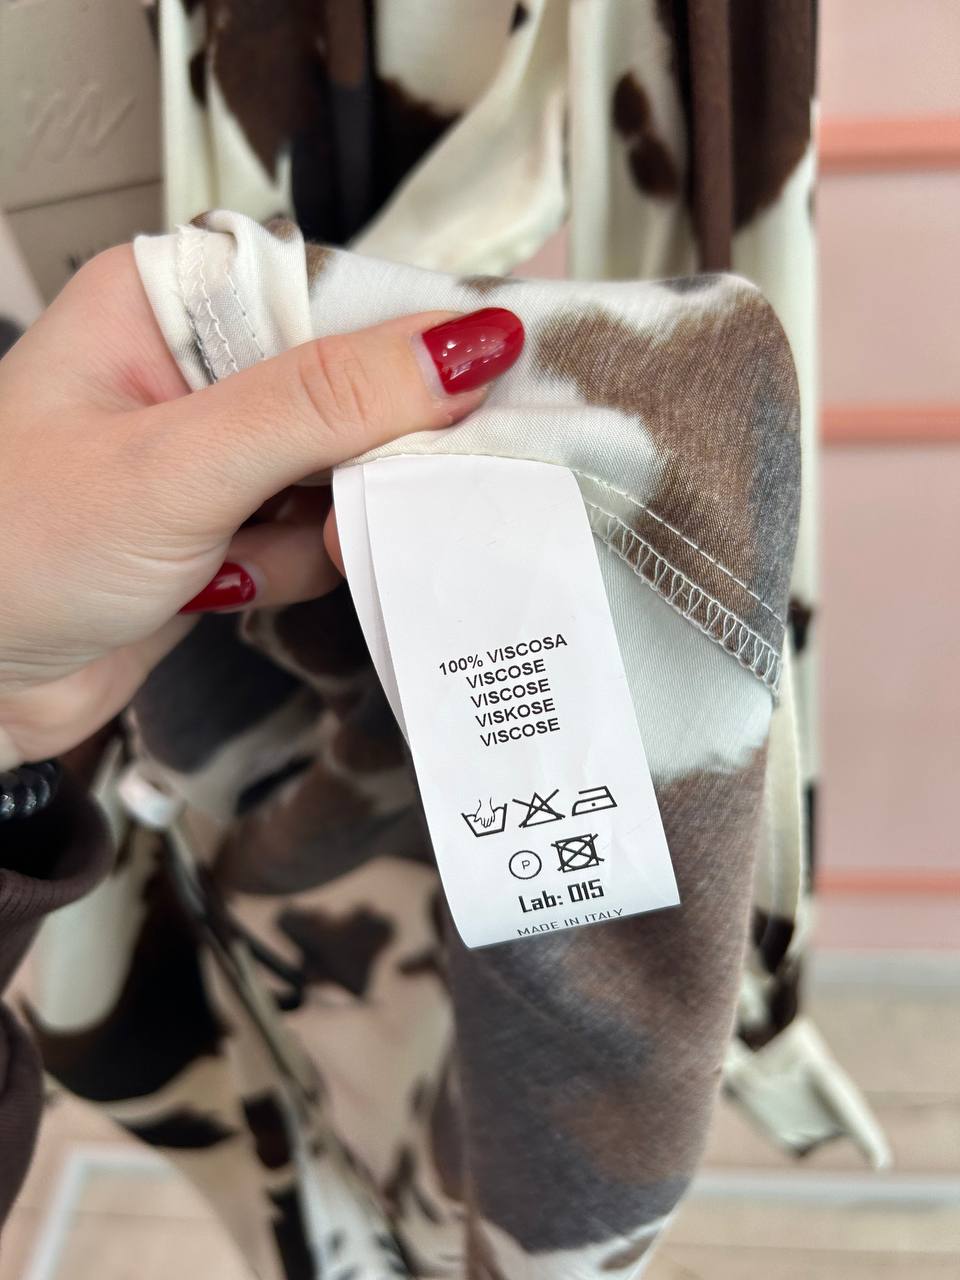 100% VISCOSA
VISCOSE
VISCOSE
VISKOSE
VISCOSE
P
Lab: 015
MADE IN ITALY